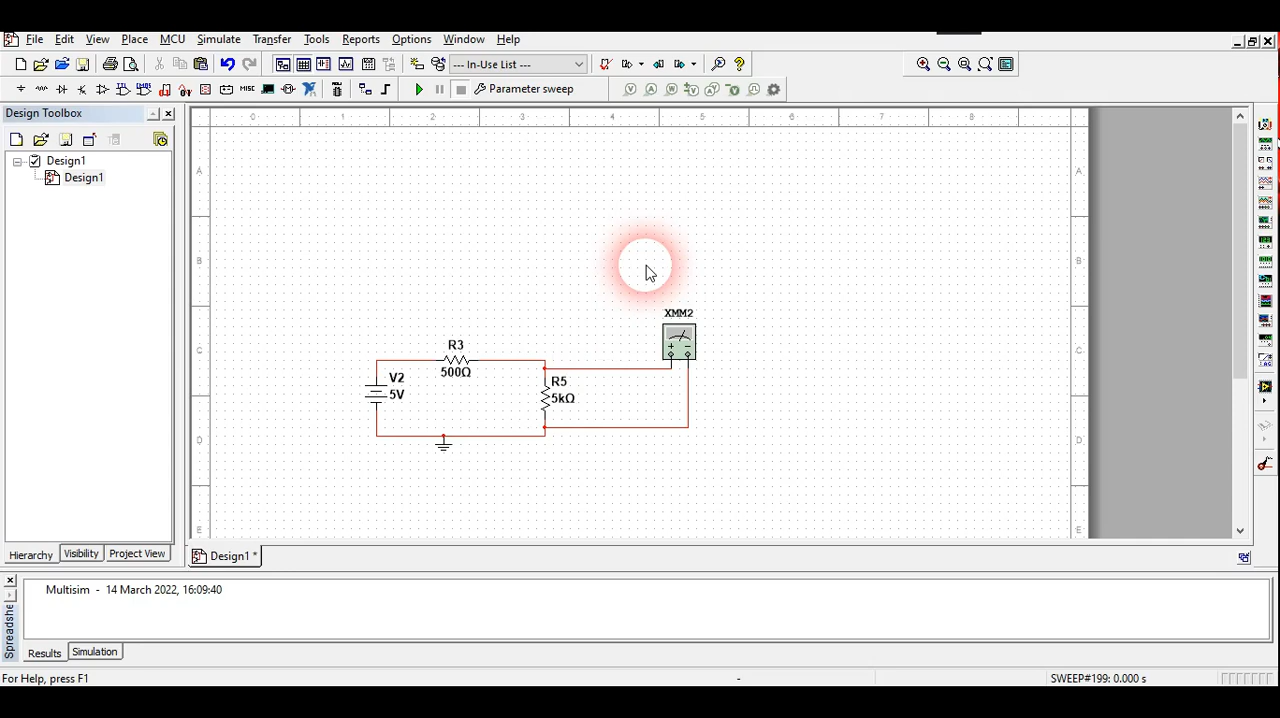 File Edit View Place MCU Simulate Transfer Tools Reports Options Window Help
--- In-Use List ---
MISC Parameter sweep
Design Toolbox
Design1
Design1
0 1 2 3 4 5 6 7 8
A A
B B
C C
D D
E E
XMM2
R3
500Ω
V2
5V
R5
5kΩ
Hierarchy Visibility Project View
Design1 *
Multisim - 14 March 2022, 16:09:40
Spreadshe
Results Simulation
For Help, press F1 - SWEEP#199: 0.000 s